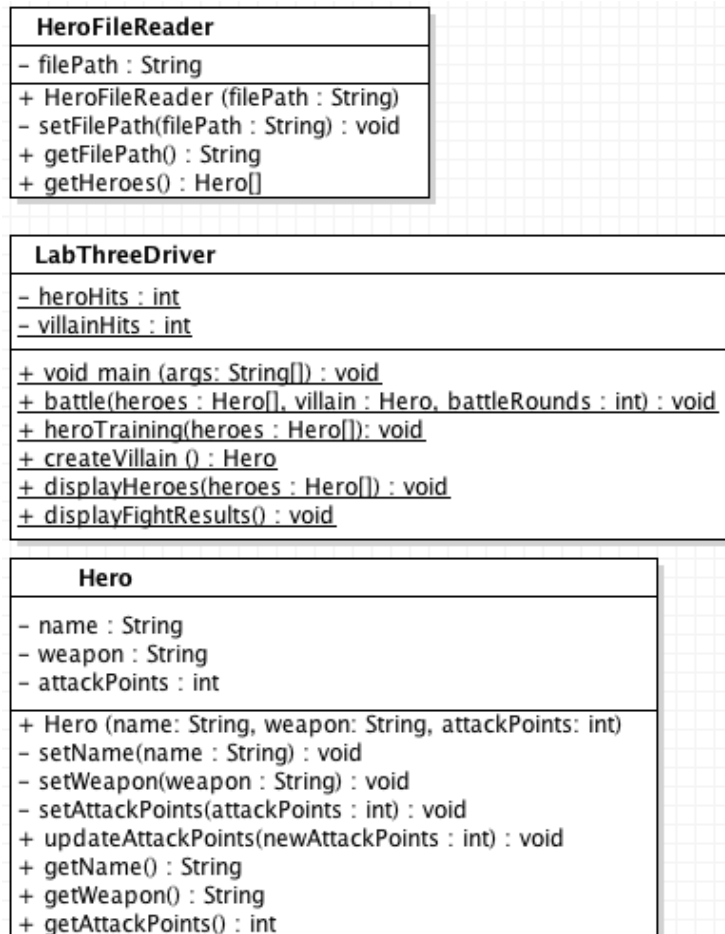 HeroFileReader
- filePath : String
+ HeroFileReader (filePath : String)
- setFilePath(filePath : String) : void
+ getFilePath() : String
+ getHeroes() : Hero[]
LabThreeDriver
- heroHits : int
- villainHits : int
+ void main (args: String[]) : void
+ battle(heroes : Hero[], villain : Hero, battleRounds : int) : void
+ heroTraining(heroes : Hero[]): void
+ createVillain () : Hero
+ displayHeroes(heroes : Hero[]) : void
+ displayFightResults() : void
Hero
- name : String
- weapon : String
- attackPoints : int
+ Hero (name: String, weapon: String, attackPoints: int)
- setName(name : String) : void
- setWeapon(weapon : String) : void
- setAttackPoints(attackPoints : int) : void
+ updateAttackPoints(newAttackPoints : int) : void
+ getName() : String
+ getWeapon() : String
+ getAttackPoints() : int